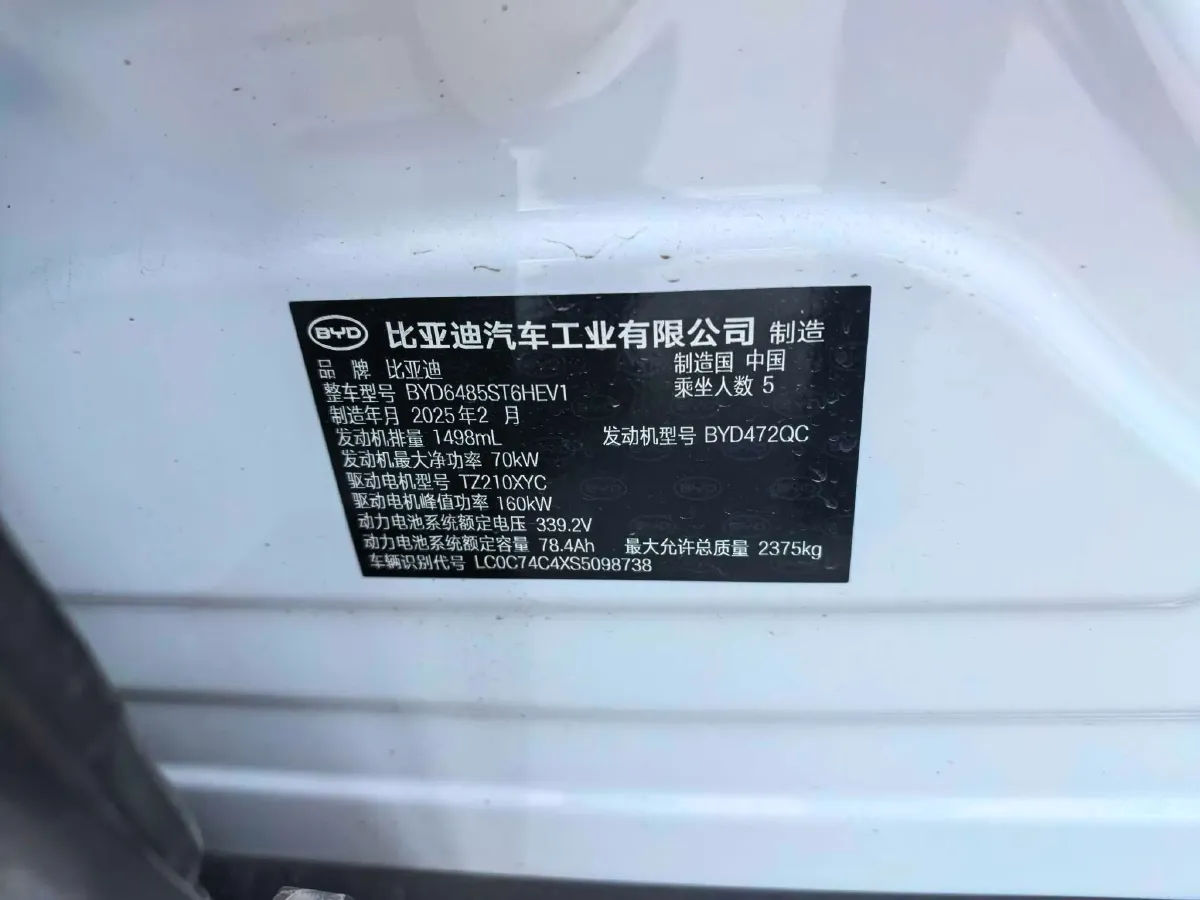 BYD 比亚迪汽车工业有限公司 制造
品 牌 比亚迪 制造国 中国
整车型号 BYD6485ST6HEV1 乘坐人数 5
制造年月 2025年2 月
发动机排量 1498mL 发动机型号 BYD472QC
发动机最大净功率 70kW
驱动电机型号 TZ210XYC
驱动电机峰值功率 160kW
动力电池系统额定电压 339.2V
动力电池系统额定容量 78.4Ah 最大允许总质量 2375kg
车辆识别代号 LC0C74C4XS5098738